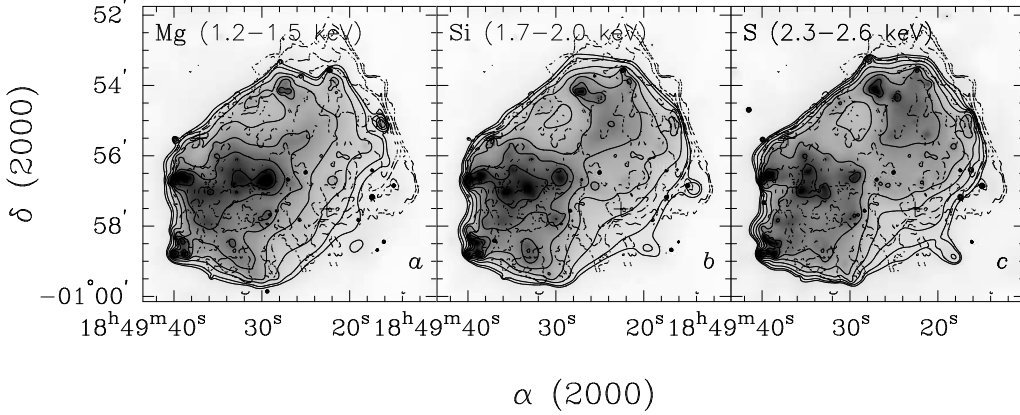 52′
Mg (1.2−1.5 keV)
Si (1.7−2.0 keV)
S (2.3−2.6 keV)
54′
56′
58′
−01°00′
δ (2000)
a
b
c
18ʰ49ᵐ40ˢ 30ˢ 20ˢ 18ʰ49ᵐ40ˢ 30ˢ 20ˢ 18ʰ49ᵐ40ˢ 30ˢ 20ˢ
α (2000)